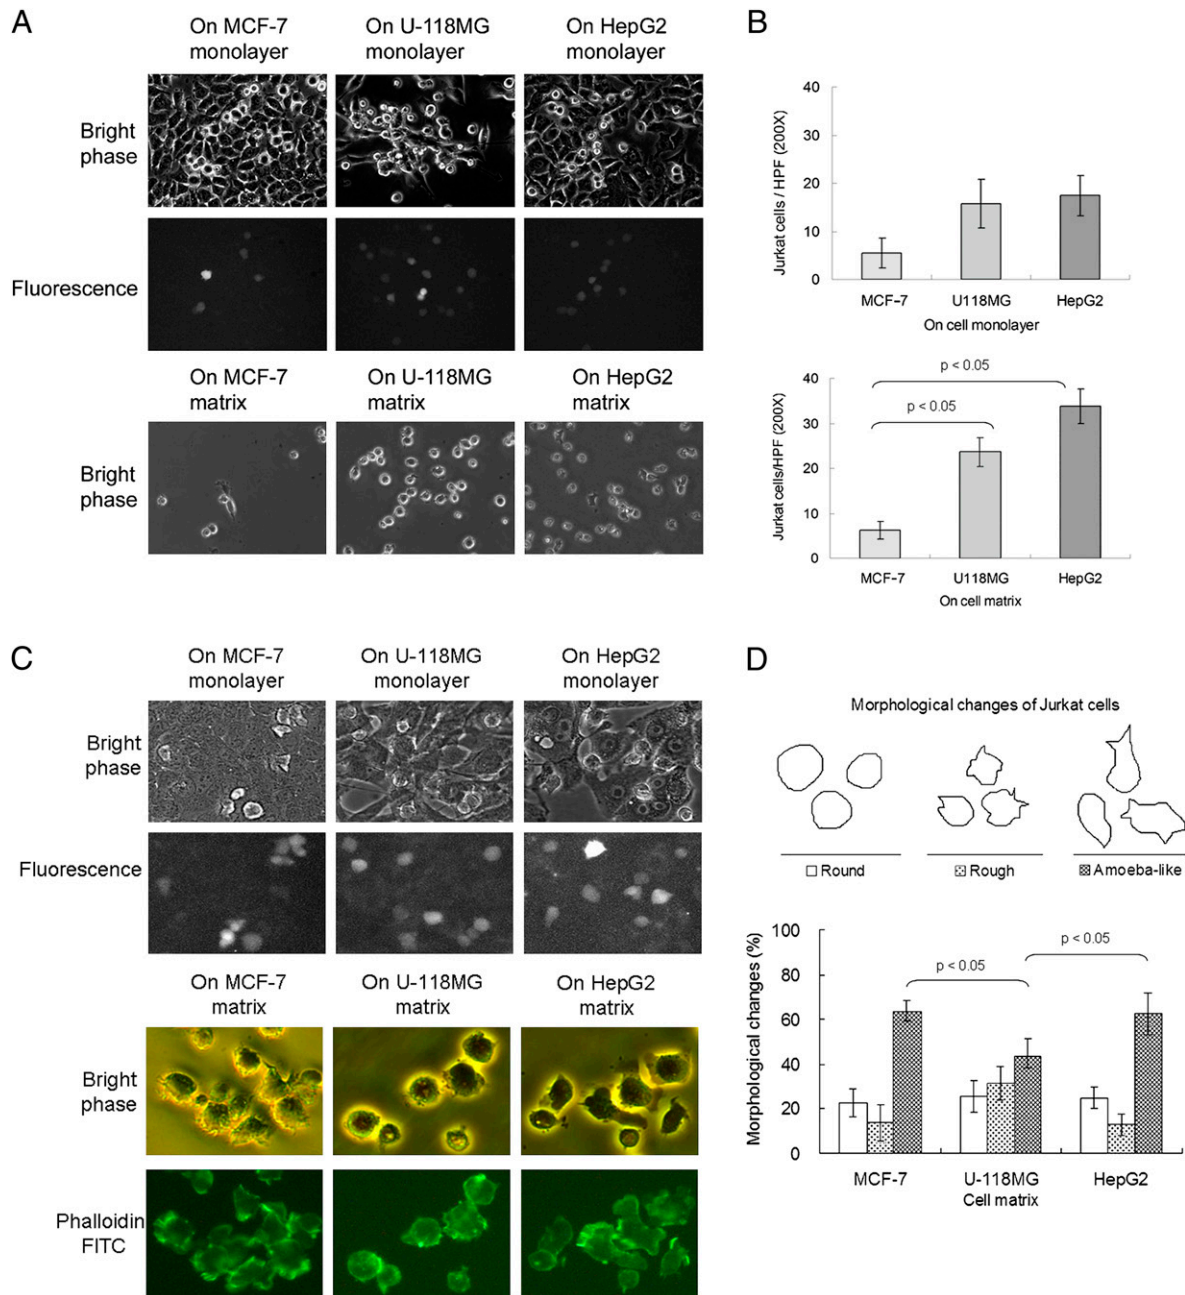 A
On MCF-7 monolayer
On U-118MG monolayer
On HepG2 monolayer
Bright phase
Fluorescence
On MCF-7 matrix
On U-118MG matrix
On HepG2 matrix
Bright phase
B
Jurkat cells / HPF (200X)
40
30
20
10
0
MCF-7
U118MG
HepG2
On cell monolayer
Jurkat cells/HPF (200X)
40
30
20
10
0
p < 0.05
p < 0.05
MCF-7
U118MG
HepG2
On cell matrix
C
On MCF-7 monolayer
On U-118MG monolayer
On HepG2 monolayer
Bright phase
Fluorescence
On MCF-7 matrix
On U-118MG matrix
On HepG2 matrix
Bright phase
Phalloidin FITC
D
Morphological changes of Jurkat cells
Round
Rough
Amoeba-like
Morphological changes (%)
100
80
60
40
20
0
p < 0.05
p < 0.05
MCF-7
U-118MG
HepG2
Cell matrix